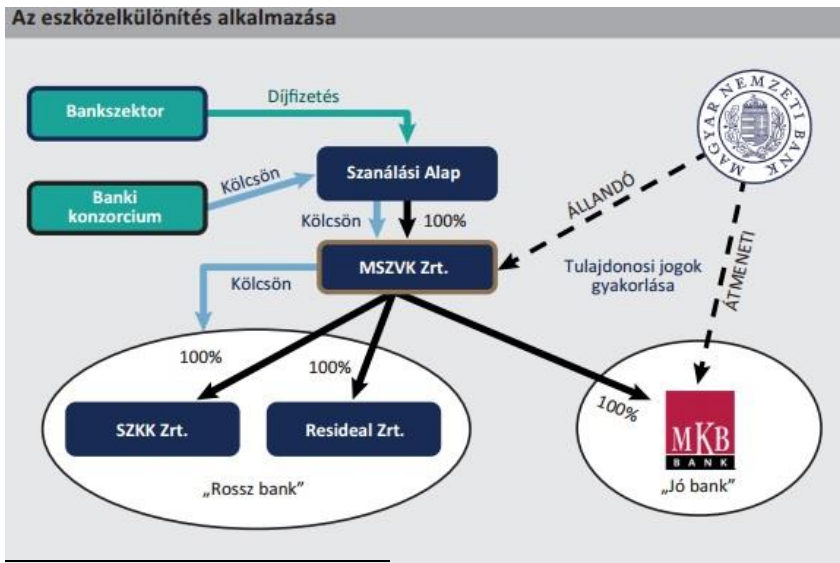 Az eszközelkülönítés alkalmazása
Bankszektor
Díjfizetés
MAGYAR NEMZETI BANK
Szanálási Alap
Banki
konzorcium
Kölcsön
Kölcsön
100%
ÁLLANDÓ
ÁTMENETI
MSZVK Zrt.
Tulajdonosi jogok
gyakorlása
Kölcsön
100%
100%
100%
SZKK Zrt.
Resideal Zrt.
MKB
BANK
„Rossz bank”
„Jó bank”